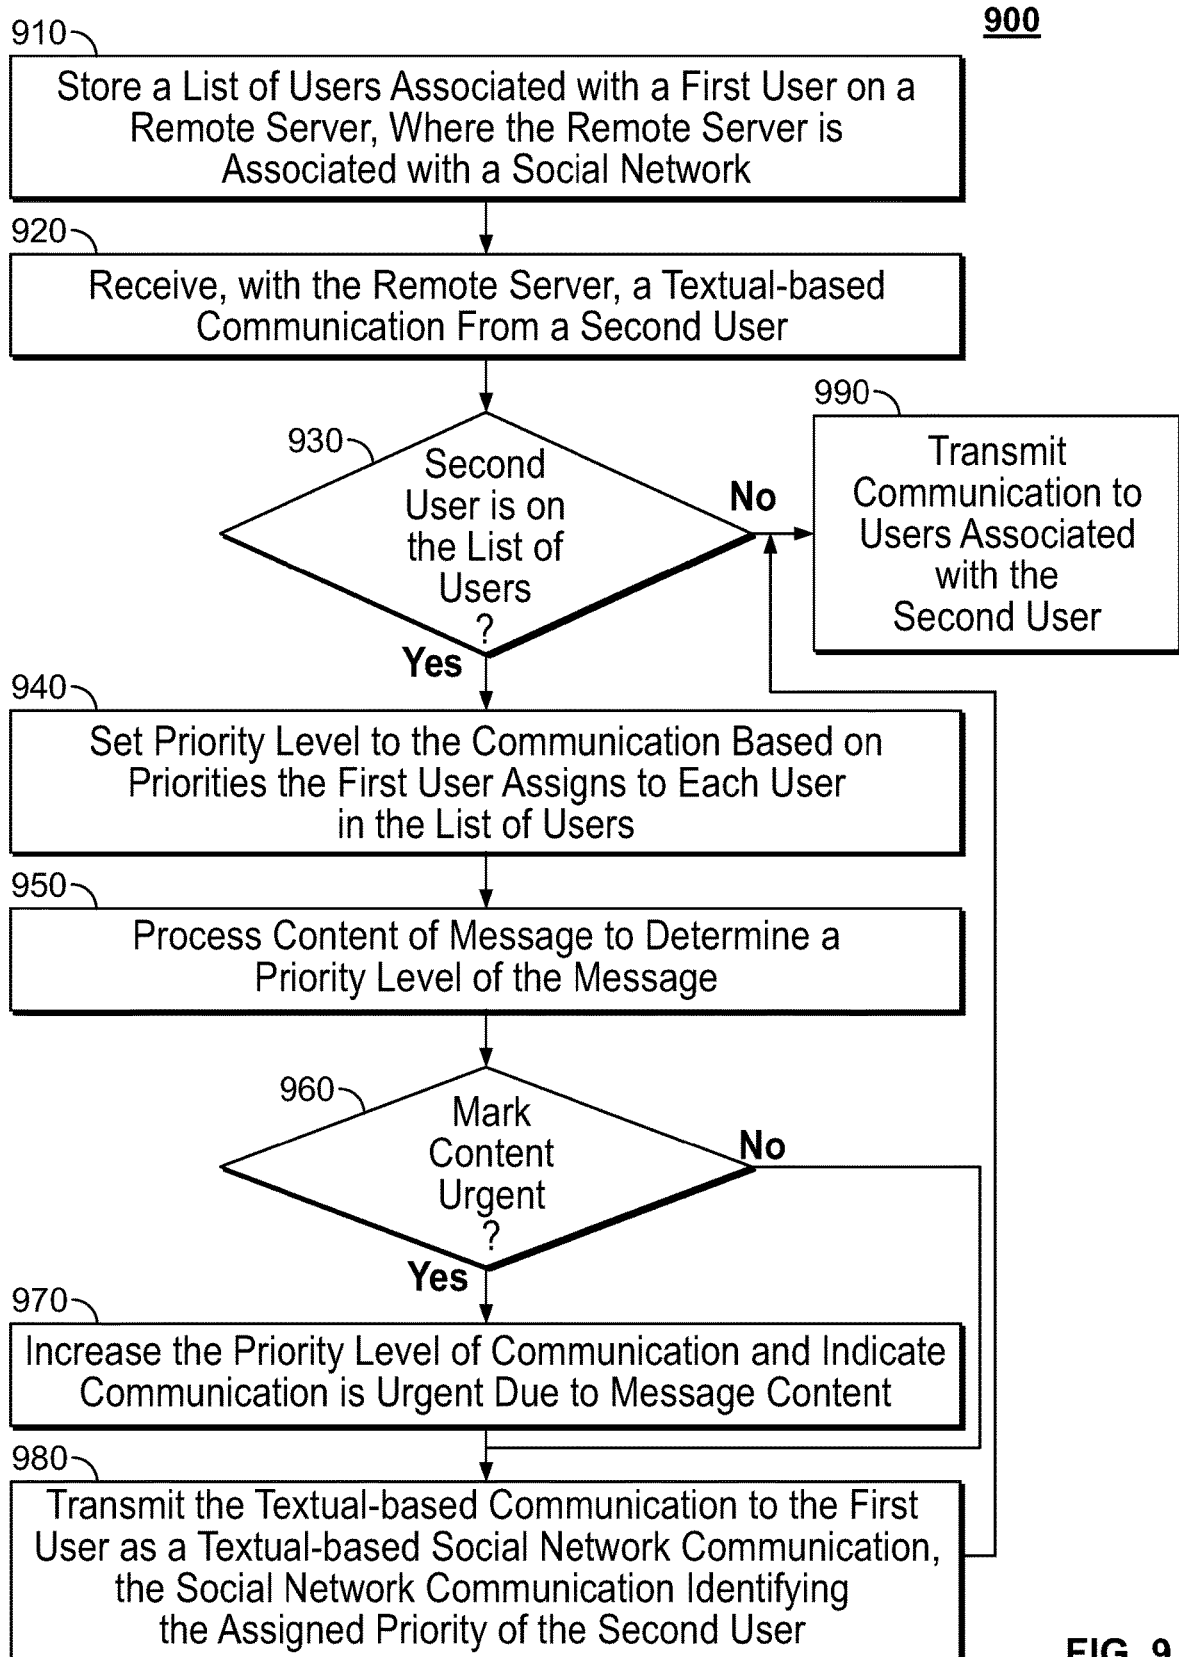 900
910
Store a List of Users Associated with a First User on a
Remote Server, Where the Remote Server is
Associated with a Social Network
920
Receive, with the Remote Server, a Textual-based
Communication From a Second User
930
Second
User is on
the List of
Users
?
No
Yes
990
Transmit
Communication to
Users Associated
with the
Second User
940
Set Priority Level to the Communication Based on
Priorities the First User Assigns to Each User
in the List of Users
950
Process Content of Message to Determine a
Priority Level of the Message
960
Mark
Content
Urgent
?
No
Yes
970
Increase the Priority Level of Communication and Indicate
Communication is Urgent Due to Message Content
980
Transmit the Textual-based Communication to the First
User as a Textual-based Social Network Communication,
the Social Network Communication Identifying
the Assigned Priority of the Second User
FIG. 9